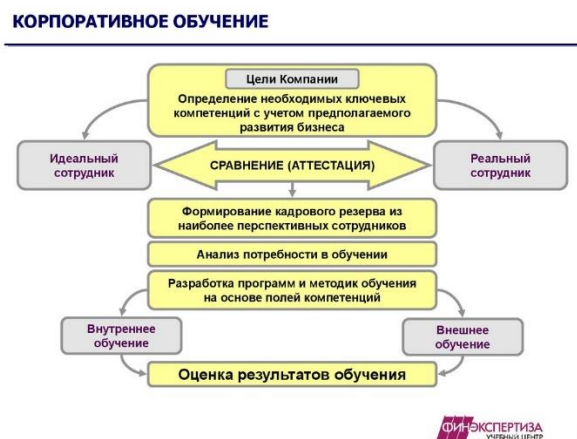 КОРПОРАТИВНОЕ ОБУЧЕНИЕ
Цели Компании
Определение необходимых ключевых
компетенций с учетом предполагаемого
развития бизнеса
Идеальный
сотрудник
СРАВНЕНИЕ (АТТЕСТАЦИЯ)
Реальный
сотрудник
Формирование кадрового резерва из
наиболее перспективных сотрудников
Анализ потребности в обучении
Разработка программ и методик обучения
на основе полей компетенций
Внутреннее
обучение
Внешнее
обучение
Оценка результатов обучения
ФИНЭКСПЕРТИЗА
УЧЕБНЫЙ ЦЕНТР